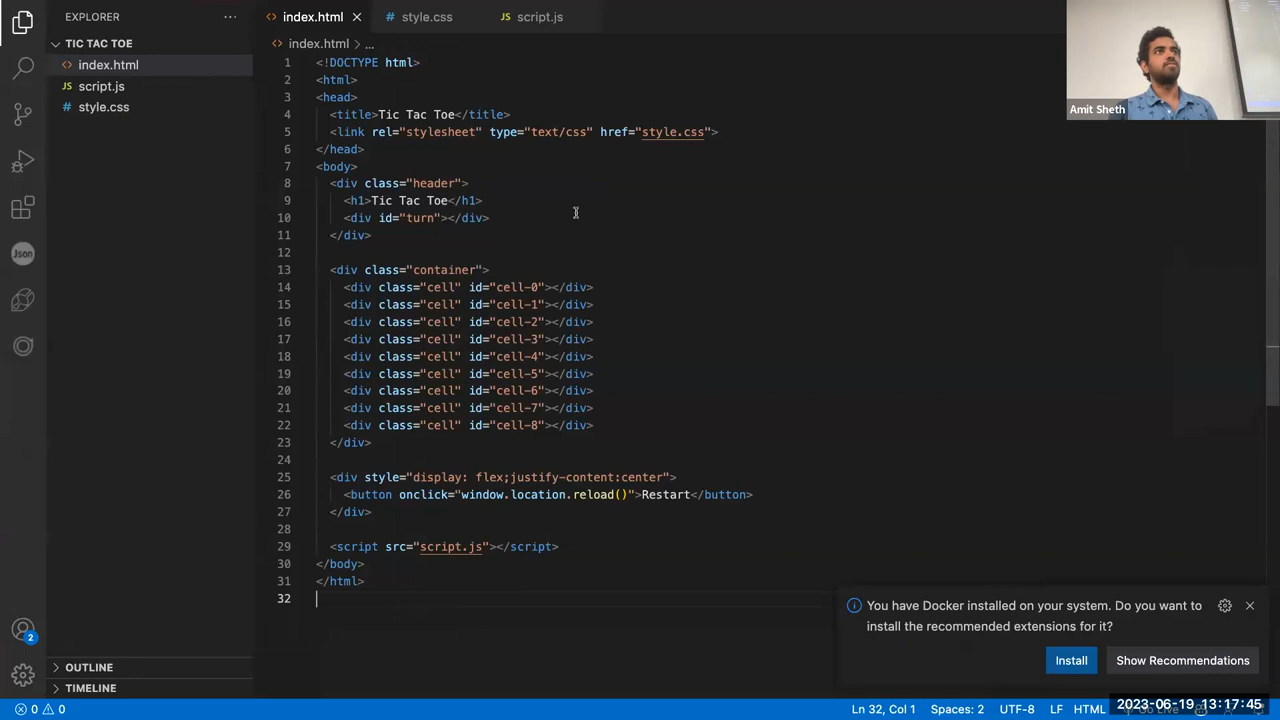 EXPLORER
TIC TAC TOE
index.html
script.js
style.css
Json
2
OUTLINE
TIMELINE
index.html
style.css
JS script.js
index.html > ...
1 <!DOCTYPE html>
2 <html>
3 <head>
4 <title>Tic Tac Toe</title>
5 <link rel="stylesheet" type="text/css" href="style.css">
6 </head>
7 <body>
8 <div class="header">
9 <h1>Tic Tac Toe</h1>
10 <div id="turn"></div>
11 </div>
12
13 <div class="container">
14 <div class="cell" id="cell-0"></div>
15 <div class="cell" id="cell-1"></div>
16 <div class="cell" id="cell-2"></div>
17 <div class="cell" id="cell-3"></div>
18 <div class="cell" id="cell-4"></div>
19 <div class="cell" id="cell-5"></div>
20 <div class="cell" id="cell-6"></div>
21 <div class="cell" id="cell-7"></div>
22 <div class="cell" id="cell-8"></div>
23 </div>
24
25 <div style="display: flex;justify-content:center">
26 <button onclick="window.location.reload()">Restart</button>
27 </div>
28
29 <script src="script.js"></script>
30 </body>
31 </html>
32
Amit Sheth
You have Docker installed on your system. Do you want to
install the recommended extensions for it?
Install
Show Recommendations
0 0
Ln 32, Col 1
Spaces: 2
UTF-8
LF
HTML
Go Live
2023-06-19 13:17:45